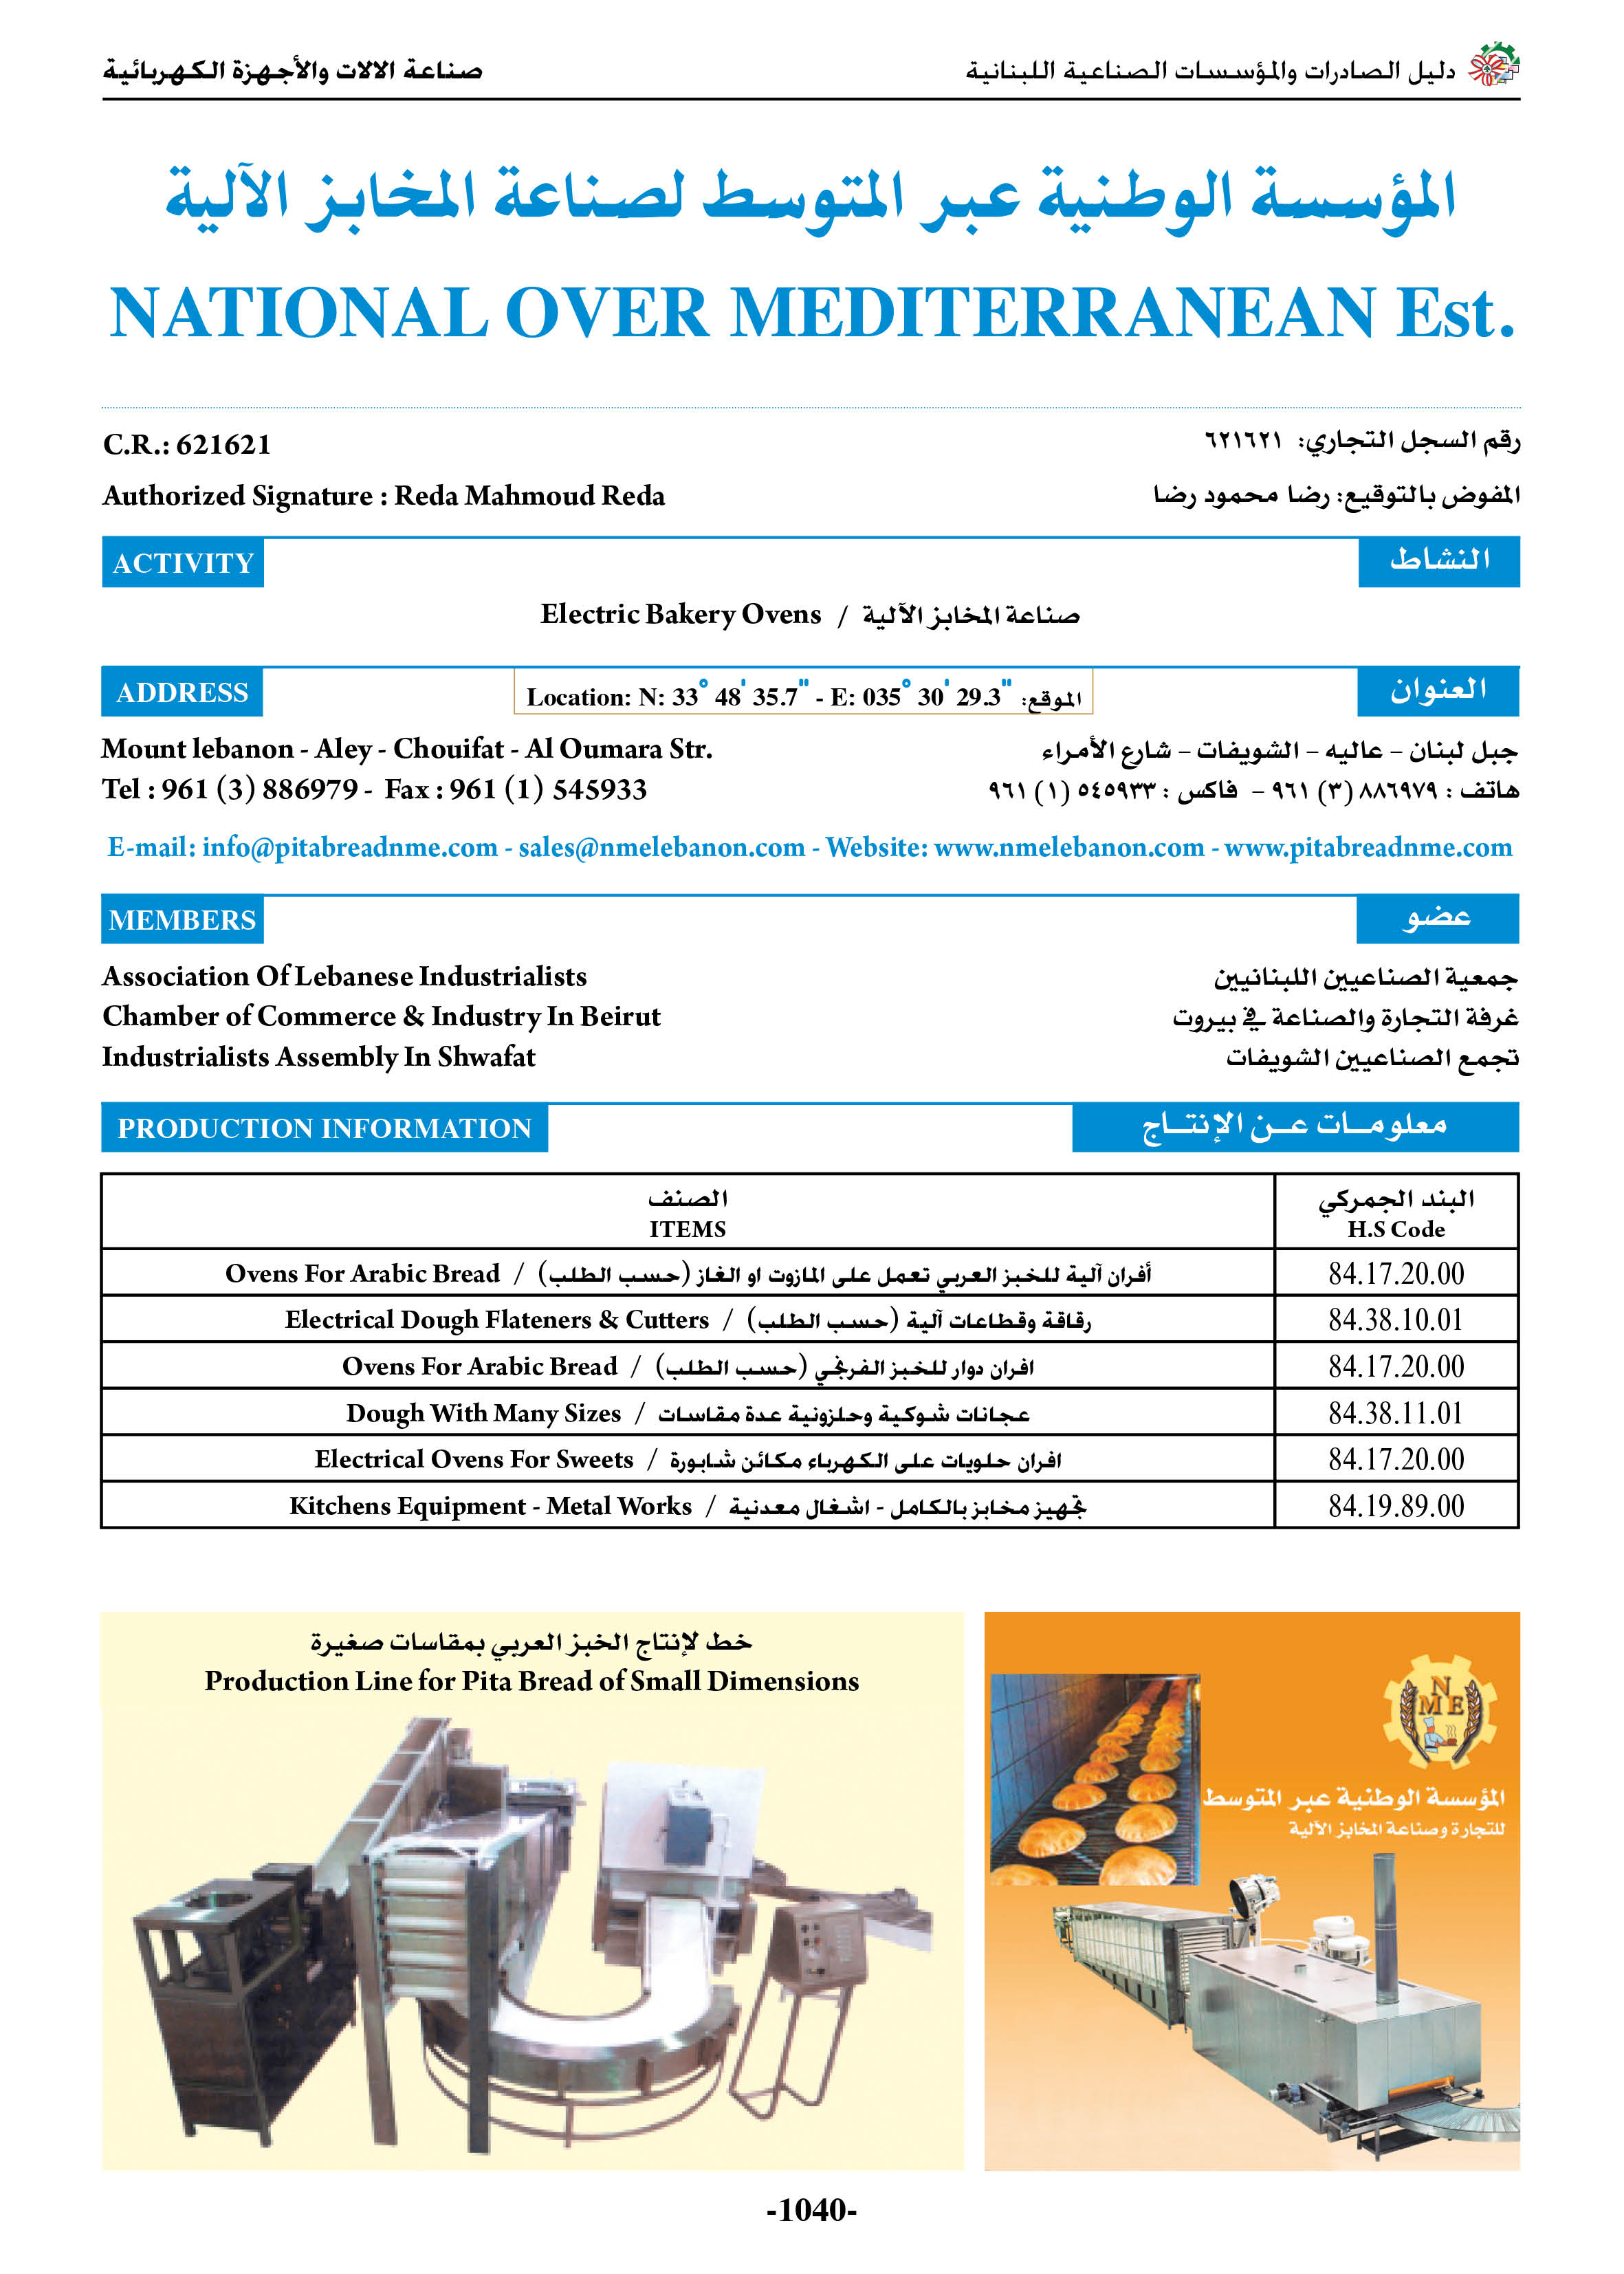 دليل الصادرات والمؤسسات الصناعية اللبنانية
صناعة الالات والأجهزة الكهربائية
المؤسسة الوطنية عبر المتوسط لصناعة المخابز الآلية
NATIONAL OVER MEDITERRANEAN Est.
C.R.: 621621
رقم السجل التجاري: ٦٢١٦٢١
Authorized Signature : Reda Mahmoud Reda
المفوض بالتوقيع: رضا محمود رضا
ACTIVITY
النشاط
Electric Bakery Ovens / صناعة المخابز الآلية
ADDRESS
Location: N: 33° 48' 35.7" - E: 035° 30' 29.3" الموقع:
العنوان
Mount lebanon - Aley - Chouifat - Al Oumara Str.
جبل لبنان - عاليه - الشويفات - شارع الأمراء
Tel : 961 (3) 886979 - Fax : 961 (1) 545933
هاتف : ٨٨٦٩٧٩ (٣) ٩٦١ - فاكس : ٥٤٥٩٣٣ (١) ٩٦١
E-mail: info@pitabreadnme.com - sales@nmelebanon.com - Website: www.nmelebanon.com - www.pitabreadnme.com
MEMBERS
عضو
Association Of Lebanese Industrialists
جمعية الصناعيين اللبنانيين
Chamber of Commerce & Industry In Beirut
غرفة التجارة والصناعة في بيروت
Industrialists Assembly In Shwafat
تجمع الصناعيين الشويفات
PRODUCTION INFORMATION
معلومات عن الإنتاج
الصنف
البند الجمركي
ITEMS
H.S Code
Ovens For Arabic Bread / أفران آلية للخبز العربي تعمل على المازوت او الغاز (حسب الطلب)
84.17.20.00
Electrical Dough Flateners & Cutters / رقاقة وقطاعات آلية (حسب الطلب)
84.38.10.01
Ovens For Arabic Bread / افران دوار للخبز الفرنجي (حسب الطلب)
84.17.20.00
Dough With Many Sizes / عجانات شوكية وحلزونية عدة مقاسات
84.38.11.01
Electrical Ovens For Sweets / افران حلويات على الكهرباء مكائن شابورة
84.17.20.00
Kitchens Equipment - Metal Works / تجهيز مخابز بالكامل - اشغال معدنية
84.19.89.00
خط لإنتاج الخبز العربي بمقاسات صغيرة
Production Line for Pita Bread of Small Dimensions
N
ME
المؤسسة الوطنية عبر المتوسط
للتجارة وصناعة المخابز الآلية
-1040-